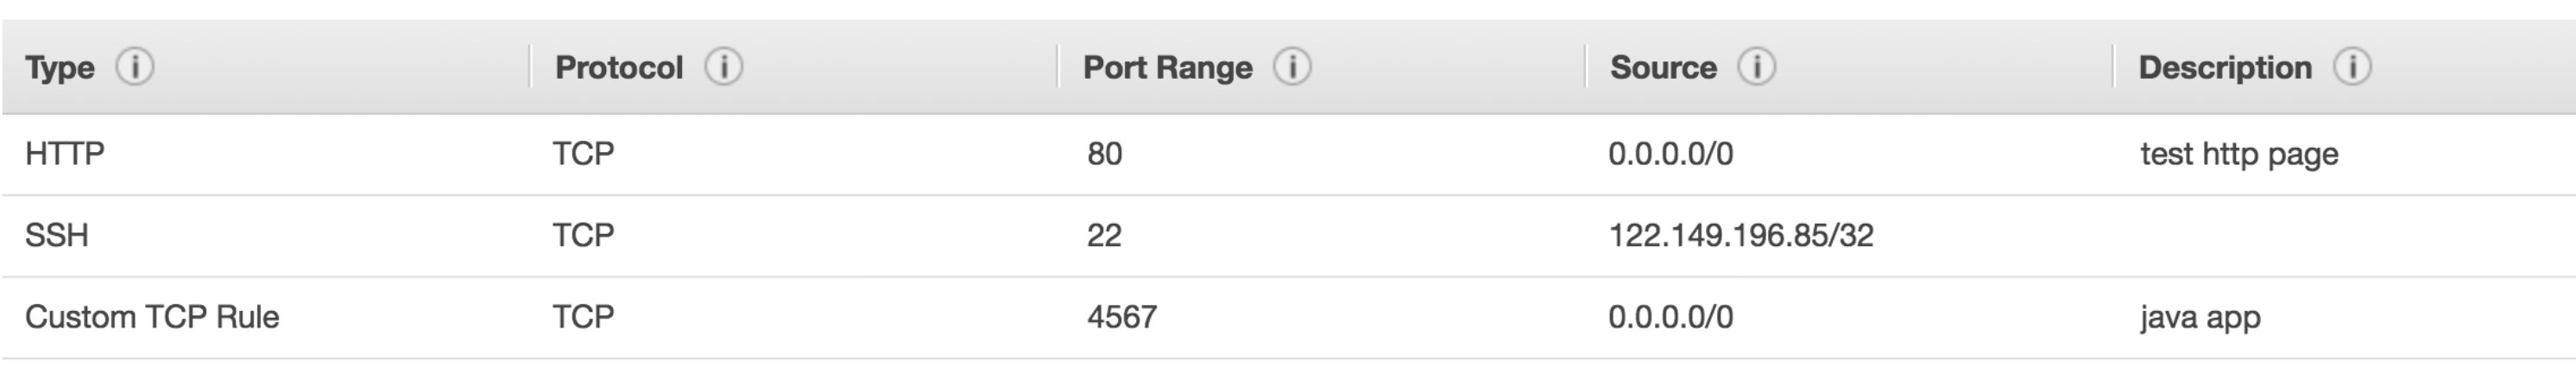 Type Protocol Port Range Source Description
HTTP TCP 80 0.0.0.0/0 test http page
SSH TCP 22 122.149.196.85/32
Custom TCP Rule TCP 4567 0.0.0.0/0 java app